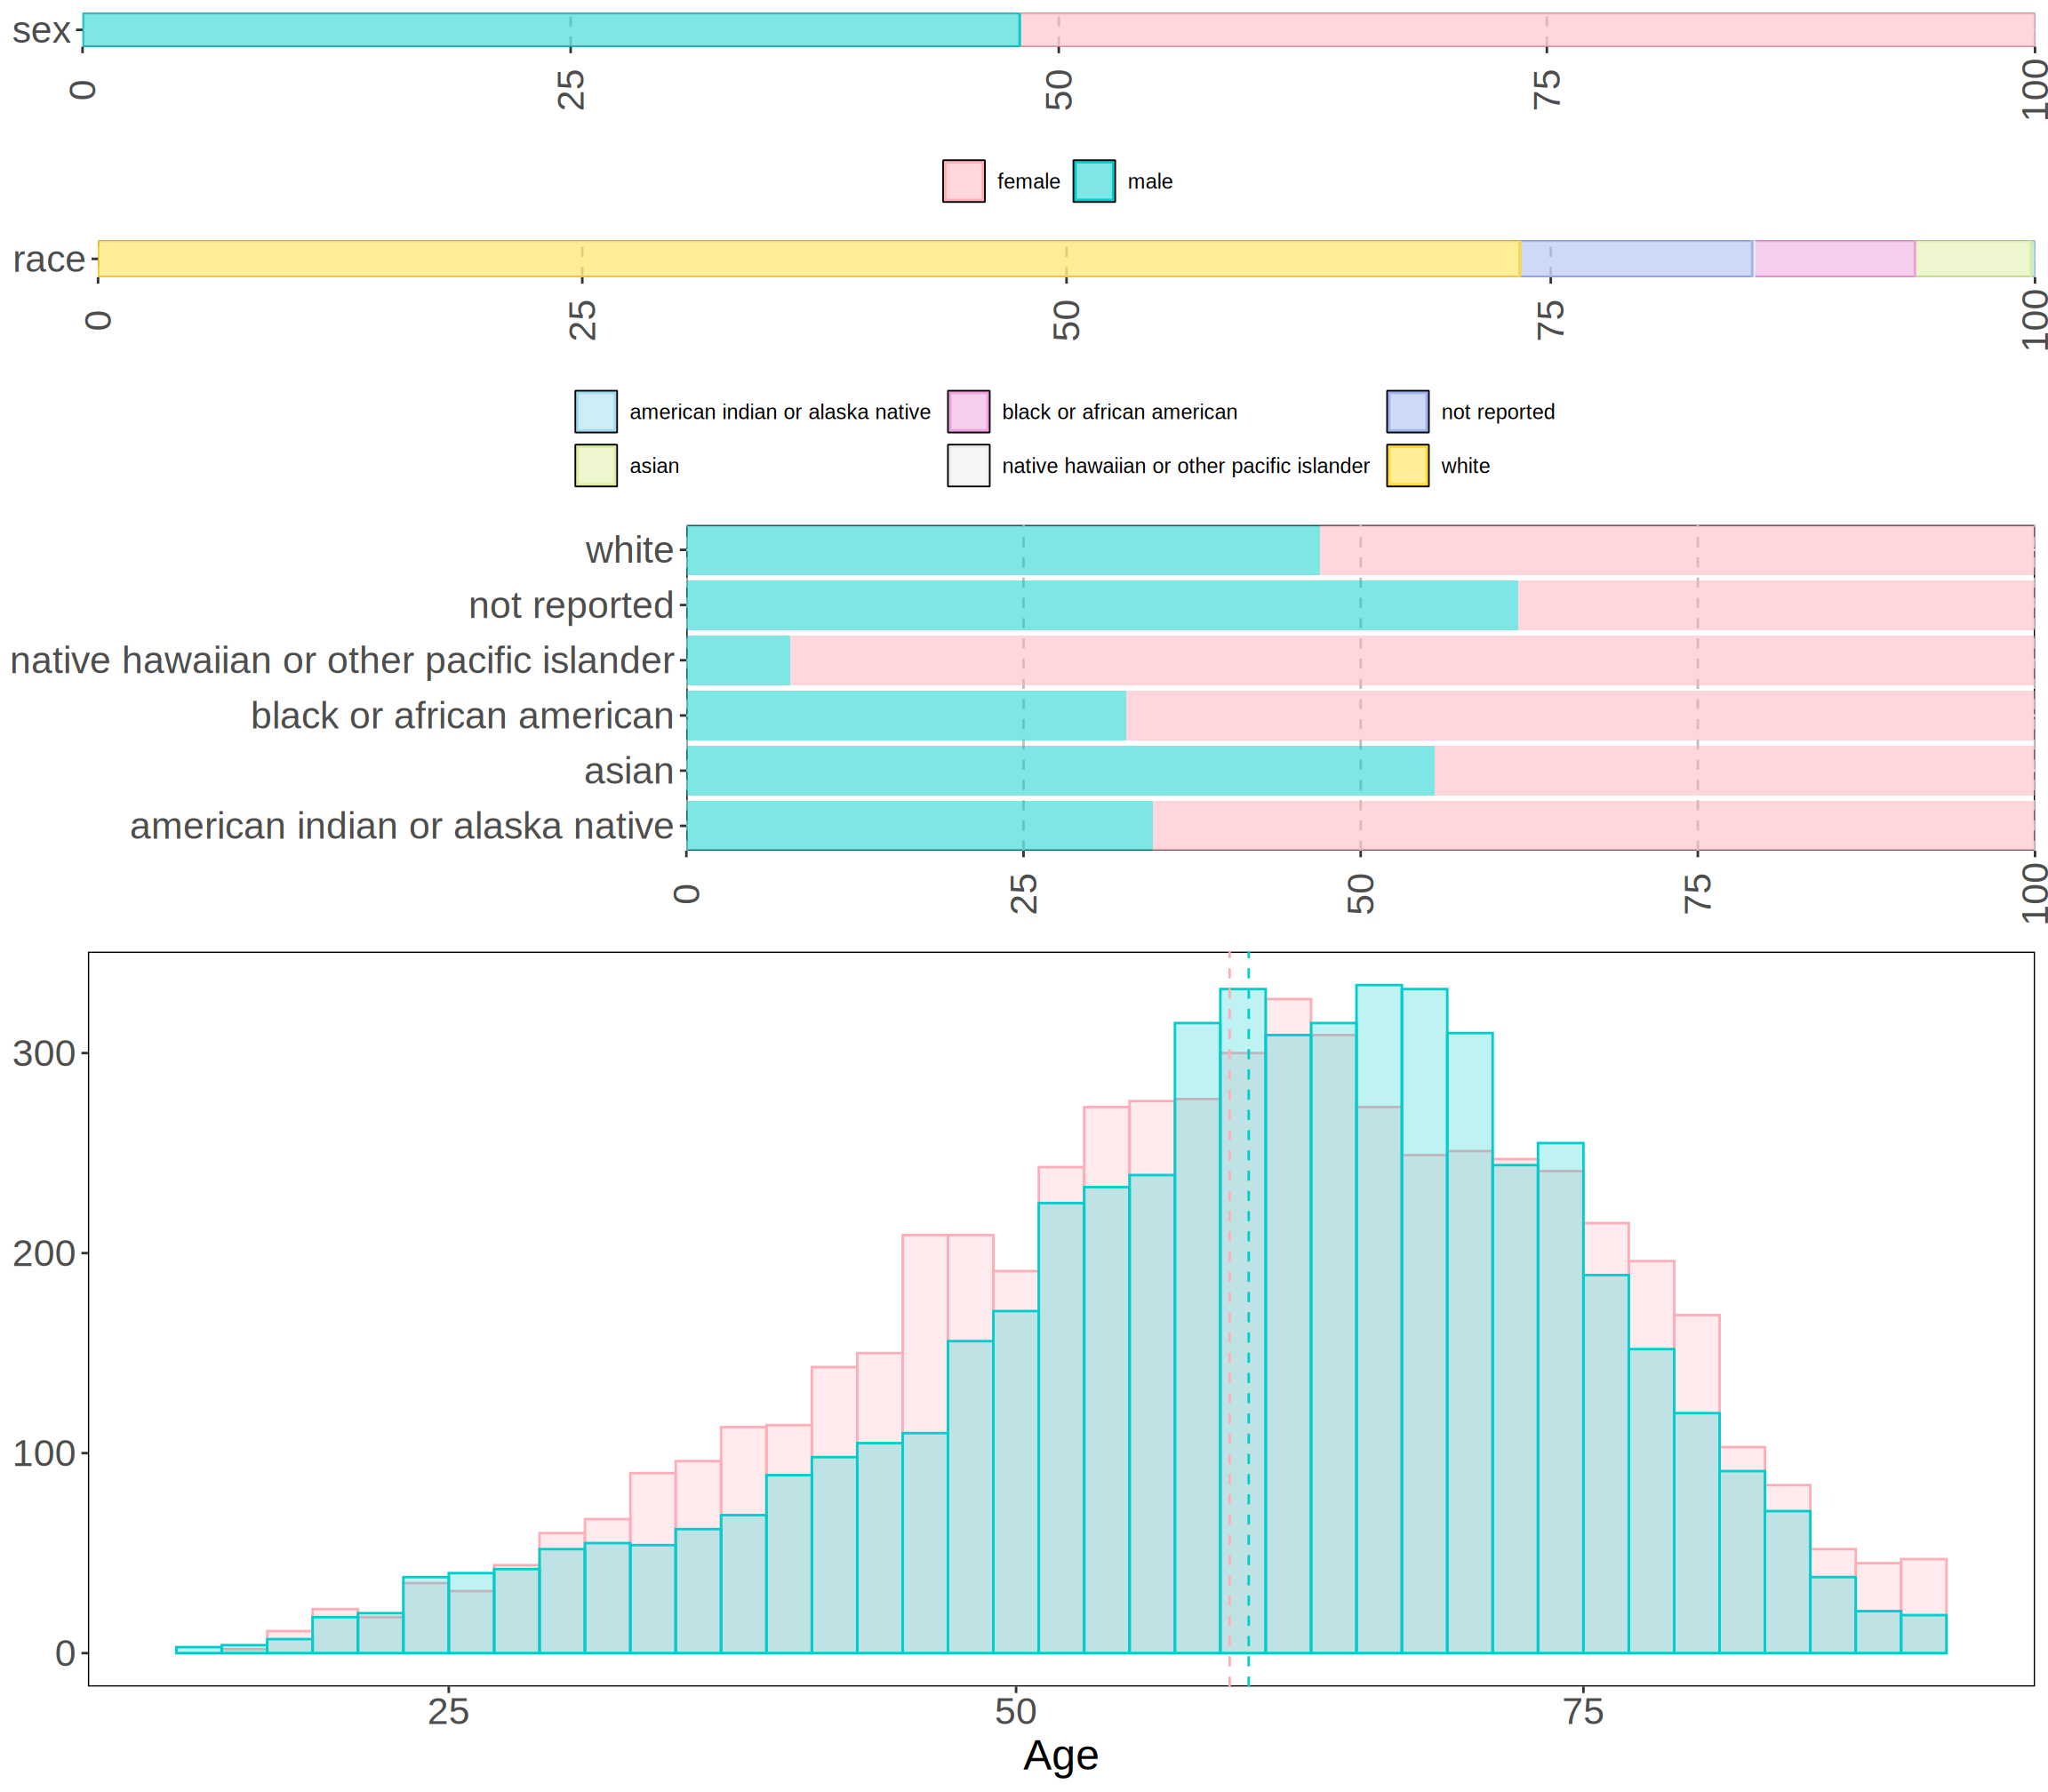 sex
0 25 50 75 100
female male
race
0 25 50 75 100
american indian or alaska native black or african american not reported
asian native hawaiian or other pacific islander white
white
not reported
native hawaiian or other pacific islander
black or african american
asian
american indian or alaska native
0 25 50 75 100
300
200
100
0
25 50 75
Age